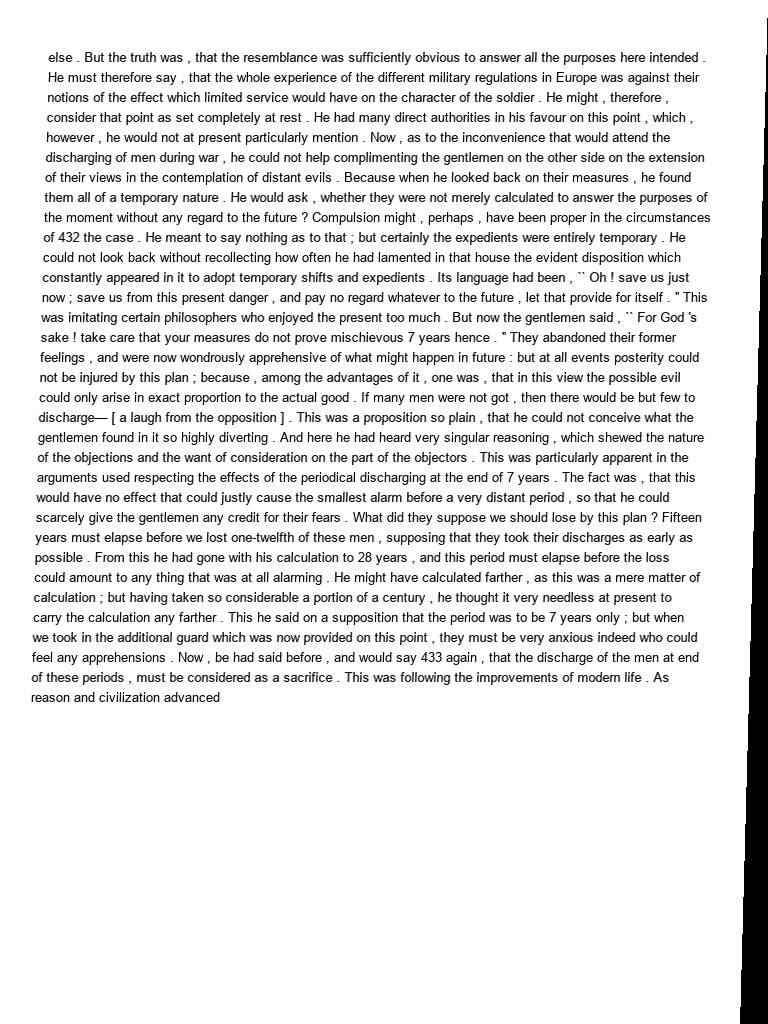 else . But the truth was , that the resemblance was sufficiently obvious to answer all the purposes here intended .
He must therefore say , that the whole experience of the different military regulations in Europe was against their
notions of the effect which limited service would have on the character of the soldier . He might , therefore ,
consider that point as set completely at rest . He had many direct authorities in his favour on this point , which ,
however , he would not at present particularly mention . Now , as to the inconvenience that would attend the
discharging of men during war , he could not help complimenting the gentlemen on the other side on the extension
of their views in the contemplation of distant evils . Because when he looked back on their measures , he found
them all of a temporary nature . He would ask , whether they were not merely calculated to answer the purposes of
the moment without any regard to the future ? Compulsion might , perhaps , have been proper in the circumstances
of 432 the case . He meant to say nothing as to that ; but certainly the expedients were entirely temporary . He
could not look back without recollecting how often he had lamented in that house the evident disposition which
constantly appeared in it to adopt temporary shifts and expedients . Its language had been , `` Oh ! save us just
now ; save us from this present danger , and pay no regard whatever to the future , let that provide for itself . '' This
was imitating certain philosophers who enjoyed the present too much . But now the gentlemen said , `` For God 's
sake ! take care that your measures do not prove mischievous 7 years hence . '' They abandoned their former
feelings , and were now wondrously apprehensive of what might happen in future : but at all events posterity could
not be injured by this plan ; because , among the advantages of it , one was , that in this view the possible evil
could only arise in exact proportion to the actual good . If many men were not got , then there would be but few to
discharge— [ a laugh from the opposition ] . This was a proposition so plain , that he could not conceive what the
gentlemen found in it so highly diverting . And here he had heard very singular reasoning , which shewed the nature
of the objections and the want of consideration on the part of the objectors . This was particularly apparent in the
arguments used respecting the effects of the periodical discharging at the end of 7 years . The fact was , that this
would have no effect that could justly cause the smallest alarm before a very distant period , so that he could
scarcely give the gentlemen any credit for their fears . What did they suppose we should lose by this plan ? Fifteen
years must elapse before we lost one-twelfth of these men , supposing that they took their discharges as early as
possible . From this he had gone with his calculation to 28 years , and this period must elapse before the loss
could amount to any thing that was at all alarming . He might have calculated farther , as this was a mere matter of
calculation ; but having taken so considerable a portion of a century , he thought it very needless at present to
carry the calculation any farther . This he said on a supposition that the period was to be 7 years only ; but when
we took in the additional guard which was now provided on this point , they must be very anxious indeed who could
feel any apprehensions . Now , be had said before , and would say 433 again , that the discharge of the men at end
of these periods , must be considered as a sacrifice . This was following the improvements of modern life . As
reason and civilization advanced